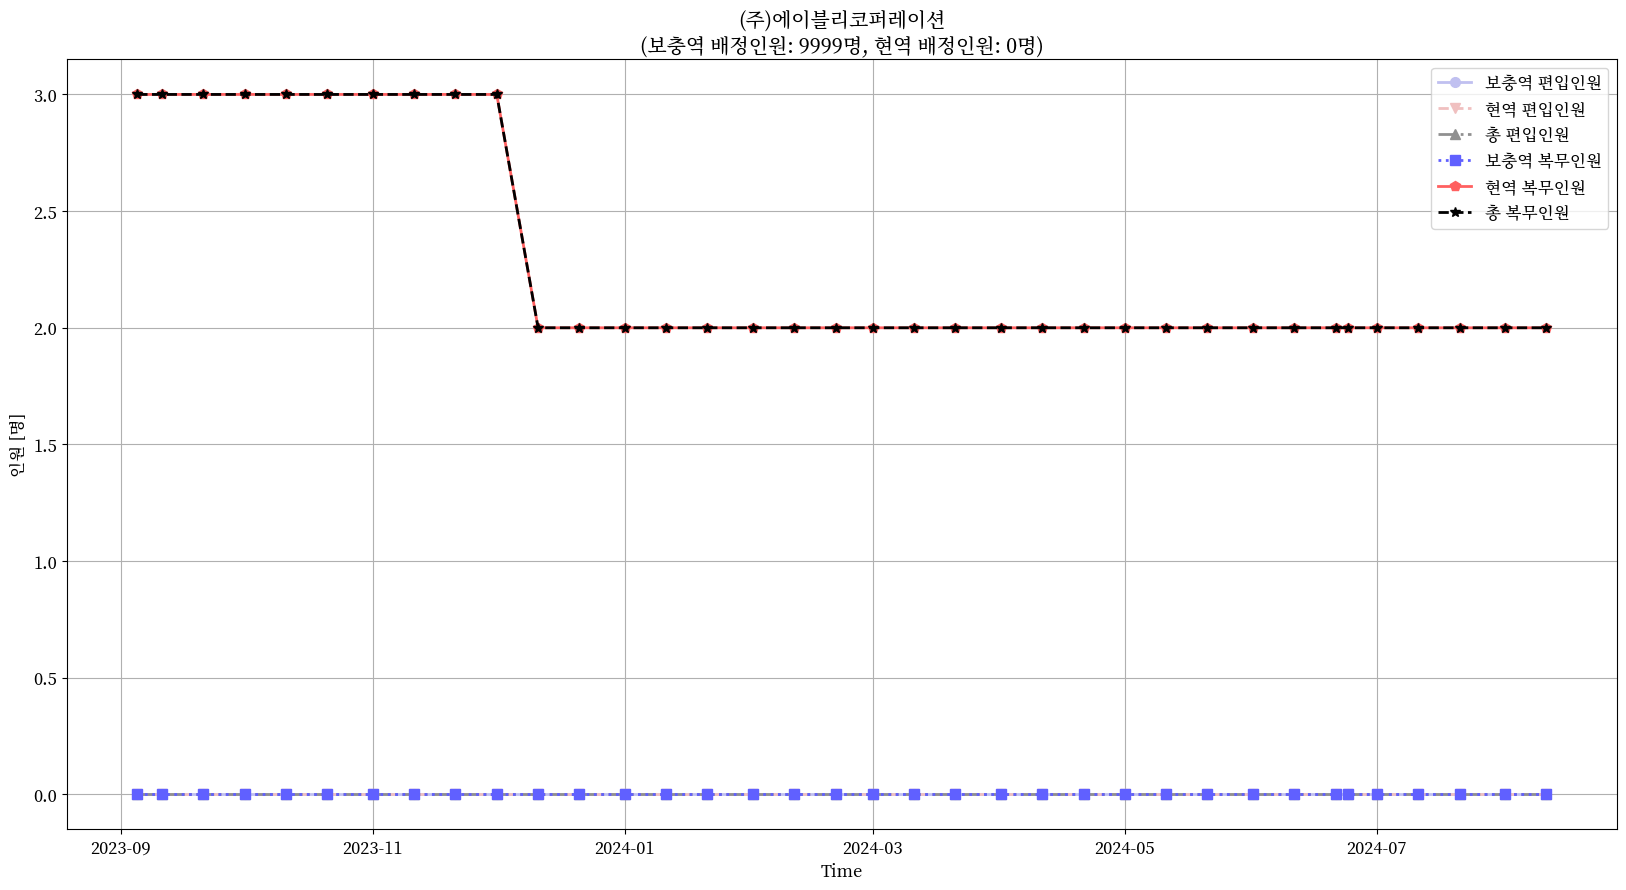 (주)에이블리코퍼레이션
(보충역 배정인원: 9999명, 현역 배정인원: 0명)
보충역 편입인원
현역 편입인원
총 편입인원
보충역 복무인원
현역 복무인원
총 복무인원
3.0
2.5
2.0
1.5
1.0
0.5
0.0
인원 [명]
2023-09 2023-11 2024-01 2024-03 2024-05 2024-07
Time